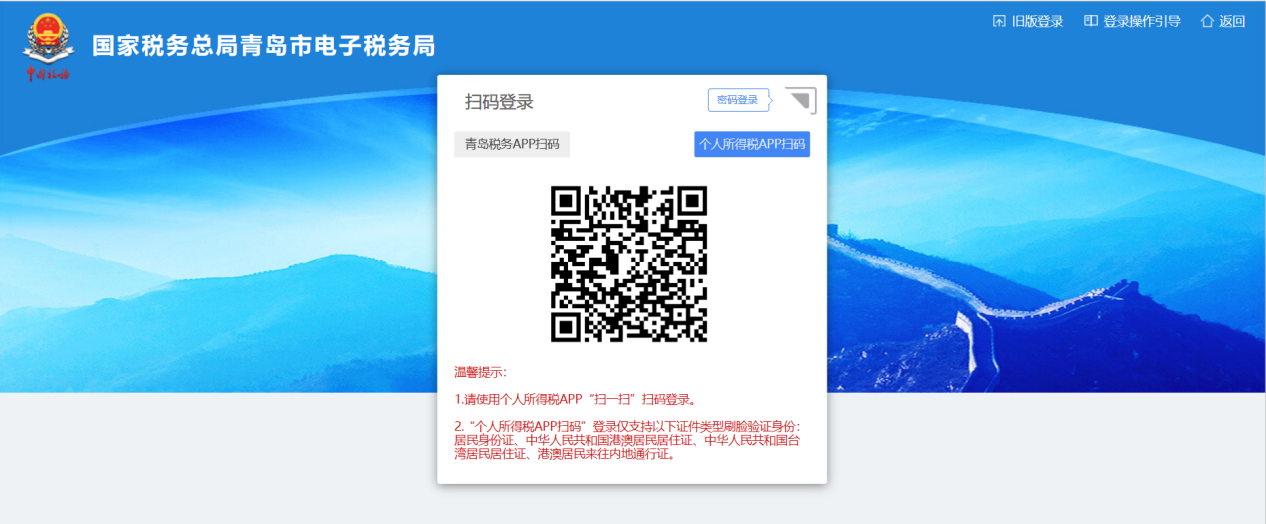 旧版登录 登录操作引导 返回
国家税务总局青岛市电子税务局
中国税务
扫码登录 密码登录
青岛税务APP扫码 个人所得税APP扫码
温馨提示：
1.请使用个人所得税APP“扫一扫”扫码登录。
2.“个人所得税APP扫码”登录仅支持以下证件类型刷脸验证身份：
居民身份证、中华人民共和国港澳居民居住证、中华人民共和国台
湾居民居住证、港澳居民来往内地通行证。